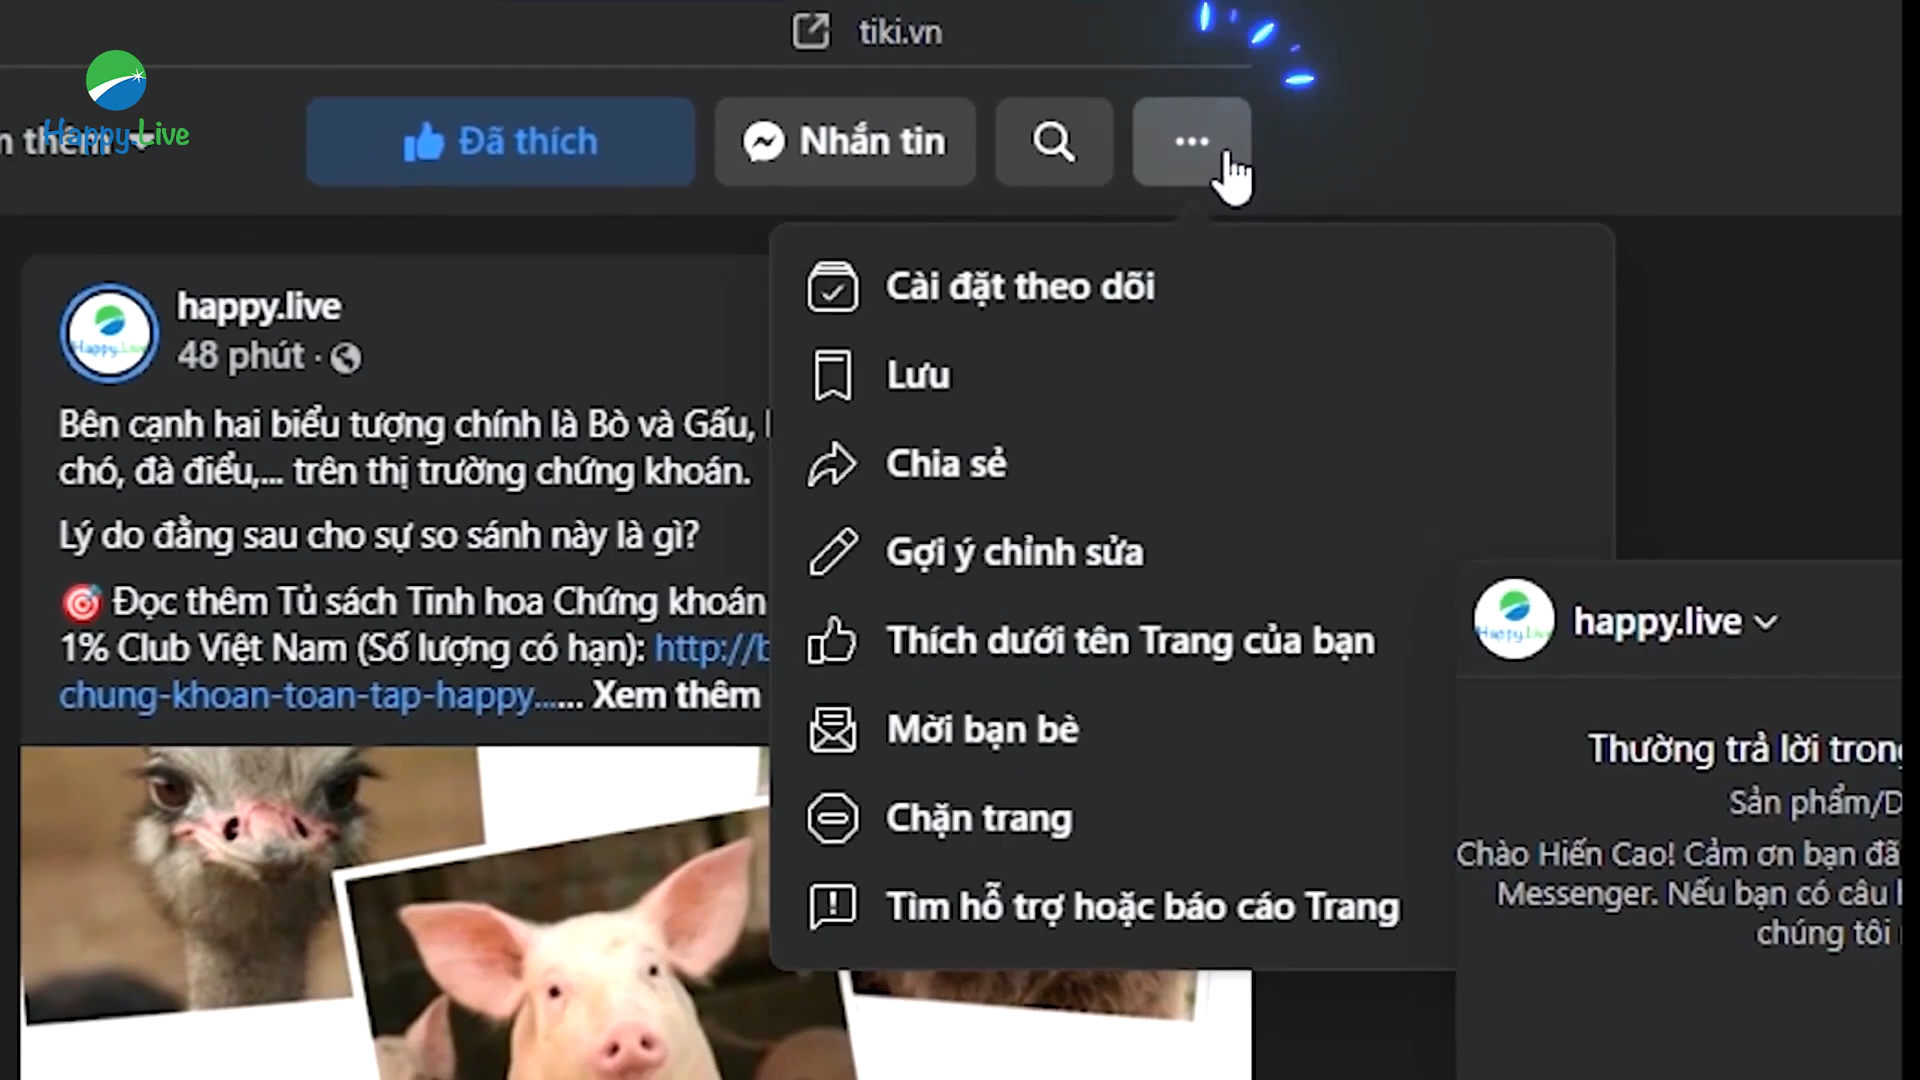 tiki.vn
Happy.Live
thêm
Đã thích
Nhắn tin
Cài đặt theo dõi
Lưu
Chia sẻ
Gợi ý chỉnh sửa
Thích dưới tên Trang của bạn
Mời bạn bè
Chặn trang
Tìm hỗ trợ hoặc báo cáo Trang
happy.live
48 phút ·
Bên cạnh hai biểu tượng chính là Bò và Gấu,
chó, đà điểu,... trên thị trường chứng khoán.
Lý do đằng sau cho sự so sánh này là gì?
Đọc thêm Tủ sách Tinh hoa Chứng khoán
1% Club Việt Nam (Số lượng có hạn): http://b
chung-khoan-toan-tap-happy...... Xem thêm
happy.live
Thường trả lời trong
Sản phẩm/D
Chào Hiến Cao! Cảm ơn bạn đã
Messenger. Nếu bạn có câu
chúng tôi